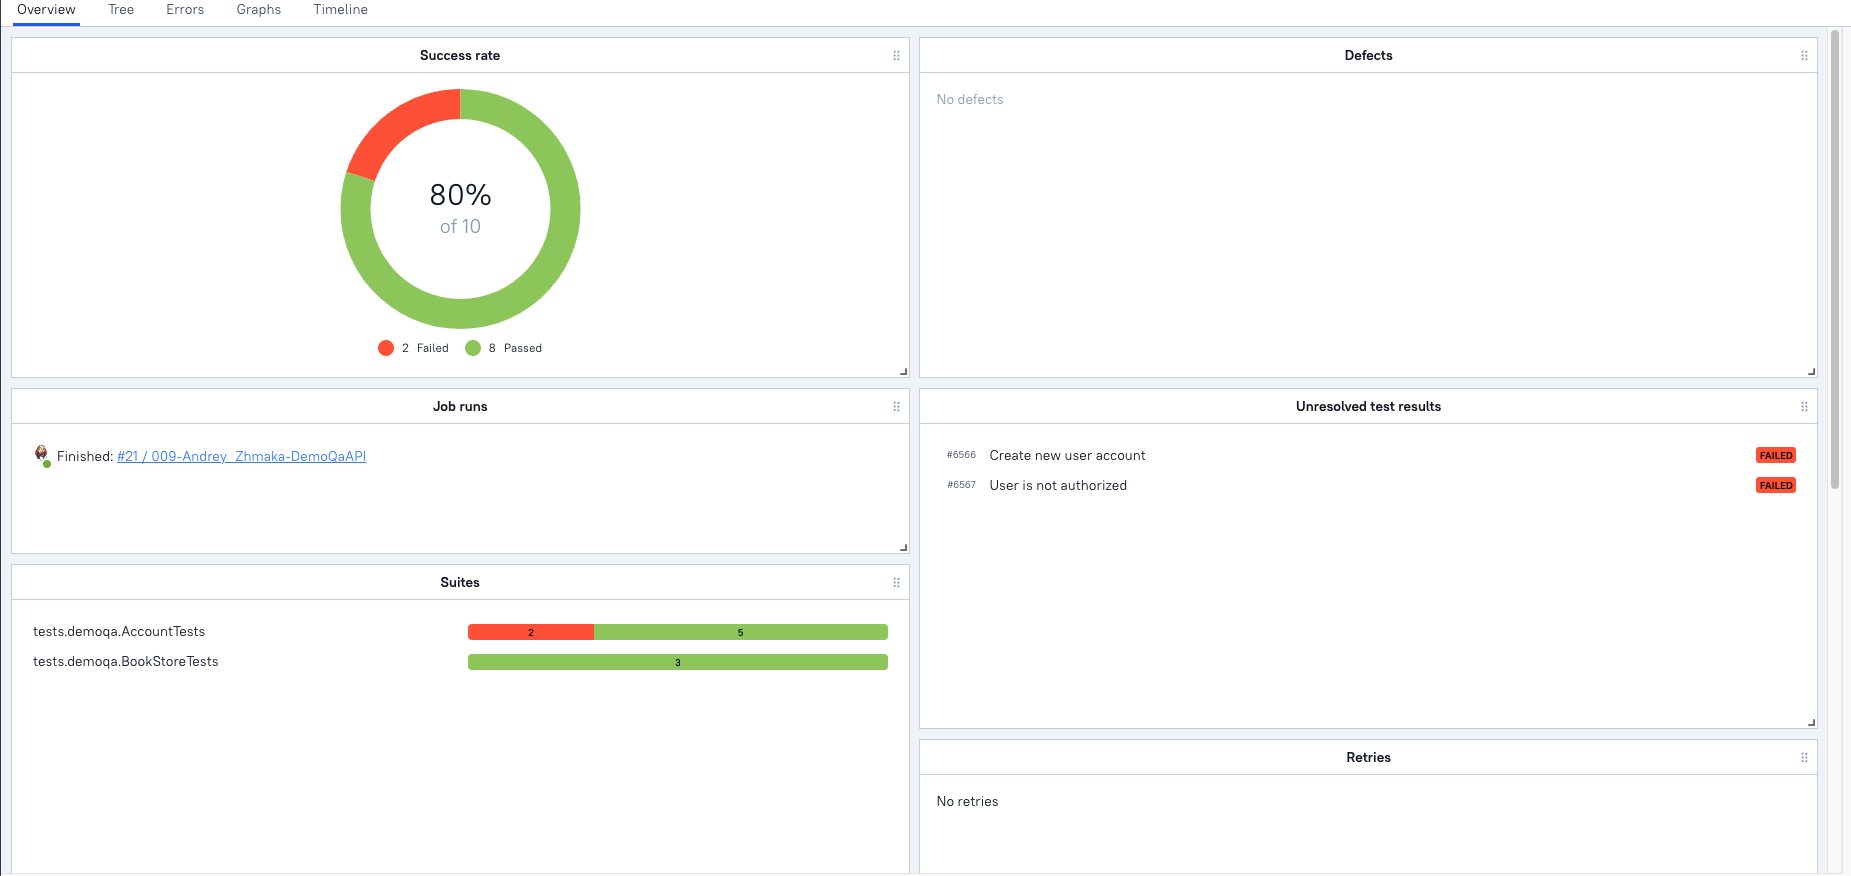 Overview Tree Errors Graphs Timeline
Success rate
80%
of 10
2 Failed 8 Passed
Defects
No defects
Job runs
Finished: #21 / 009-Andrey_Zhmaka-DemoQaAPI
Unresolved test results
#6566 Create new user account FAILED
#6567 User is not authorized FAILED
Suites
tests.demoqa.AccountTests 2 5
tests.demoqa.BookStoreTests 3
Retries
No retries